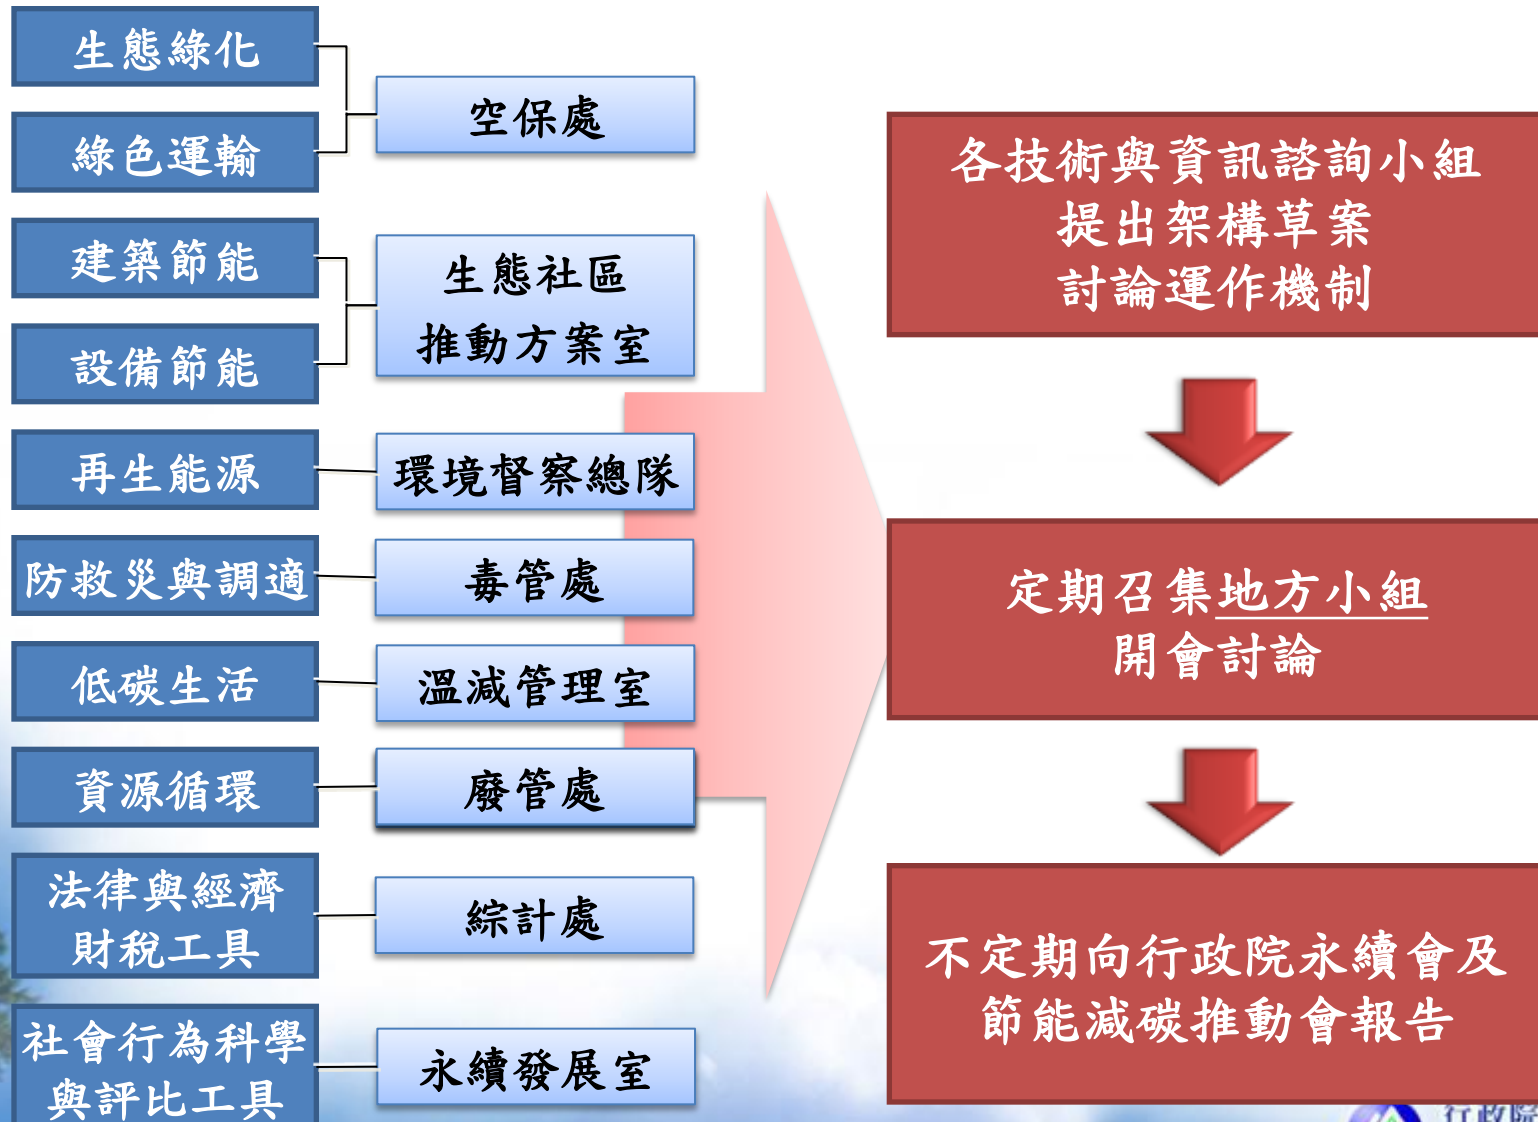 生態綠化
綠色運輸
空保處
建築節能
設備節能
生態社區
推動方案室
再生能源
環境督察總隊
防救災與調適
毒管處
低碳生活
溫減管理室
資源循環
廢管處
法律與經濟
財稅工具
綜計處
社會行為科學
與評比工具
永續發展室
各技術與資訊諮詢小組
提出架構草案
討論運作機制
定期召集地方小組
開會討論
不定期向行政院永續會及
節能減碳推動會報告
行政院